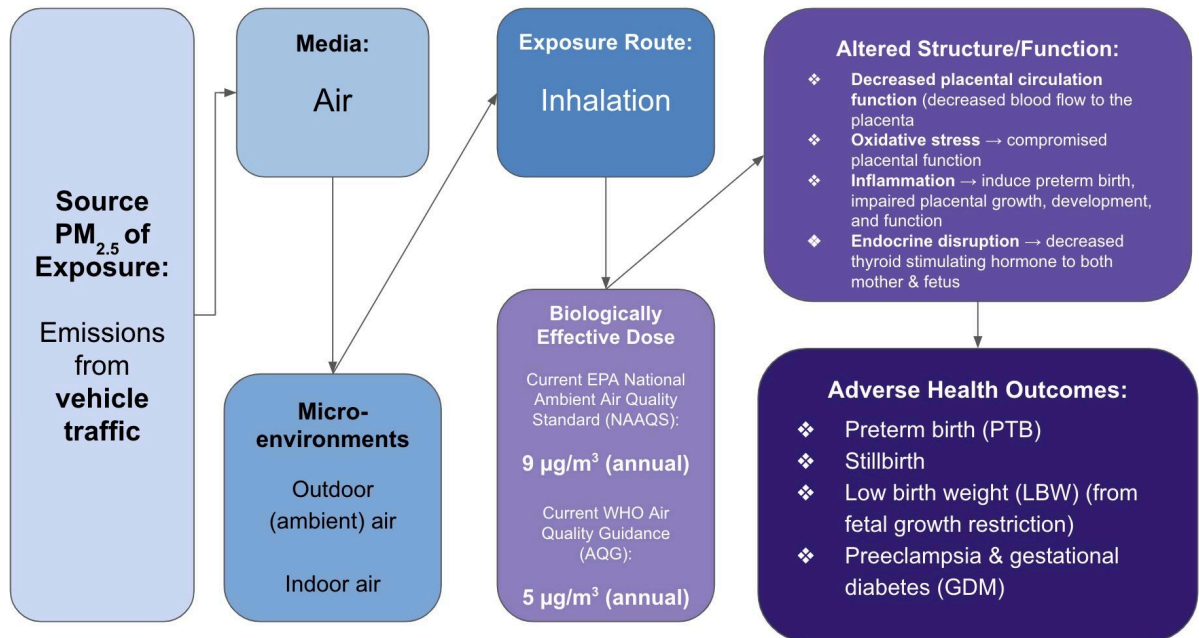 Source
PM2.5 of
Exposure:
Emissions
from
vehicle
traffic
Media:
Air
Micro-
environments
Outdoor
(ambient) air
Indoor air
Exposure Route:
Inhalation
Biologically
Effective Dose
Current EPA National
Ambient Air Quality
Standard (NAAQS):
9 µg/m³ (annual)
Current WHO Air
Quality Guidance
(AQG):
5 µg/m³ (annual)
Altered Structure/Function:
❖ Decreased placental circulation
function (decreased blood flow to the
placenta
❖ Oxidative stress → compromised
placental function
❖ Inflammation → induce preterm birth,
impaired placental growth, development,
and function
❖ Endocrine disruption → decreased
thyroid stimulating hormone to both
mother & fetus
Adverse Health Outcomes:
❖ Preterm birth (PTB)
❖ Stillbirth
❖ Low birth weight (LBW) (from
fetal growth restriction)
❖ Preeclampsia & gestational
diabetes (GDM)